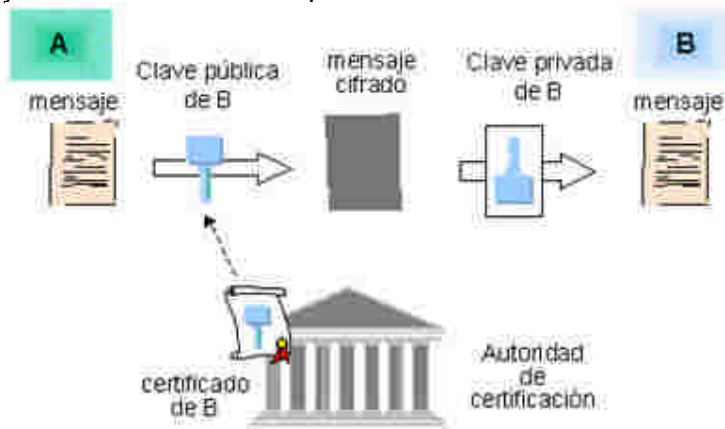 A
B
Clave pública
de B
mensaje
cifrado
Clave privada
de B
mensaje
mensaje
certificado
de B
Autoridad
de
certificación